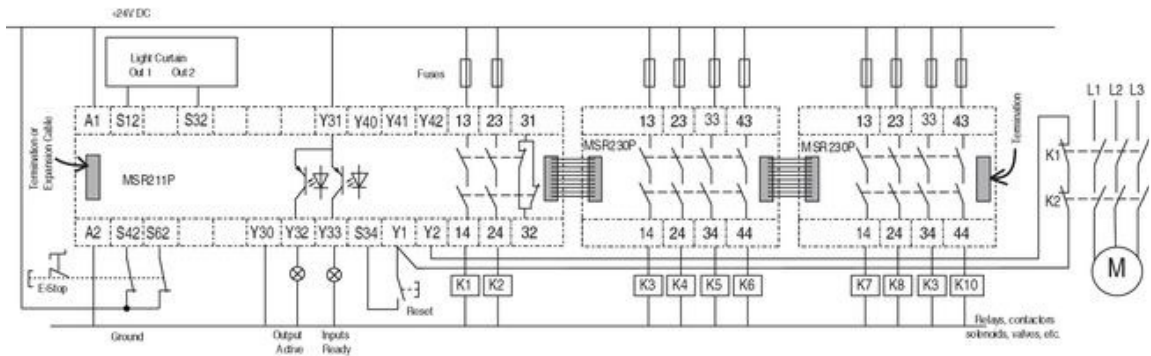 +24V DC
Light Curtain
Out 1 Out 2
Fuses
L1 L2 L3
A1 S12 S32 Y31 Y40 Y41 Y42 13 23 31
13 23 33 43
13 23 33 43
Termination or
Expansion Cable
MSR211P
MSR230P
MSR230P
Termination
K1
K2
A2 S42 S62 Y30 Y32 Y33 S34 Y1 Y2 14 24 32
14 24 34 44
14 24 34 44
M
E-Stop
K1 K2
K3 K4 K5 K6
K7 K8 K3 K10
Reset
Ground
Output
Active
Inputs
Ready
Relays, contactors
solenoids, valves, etc.